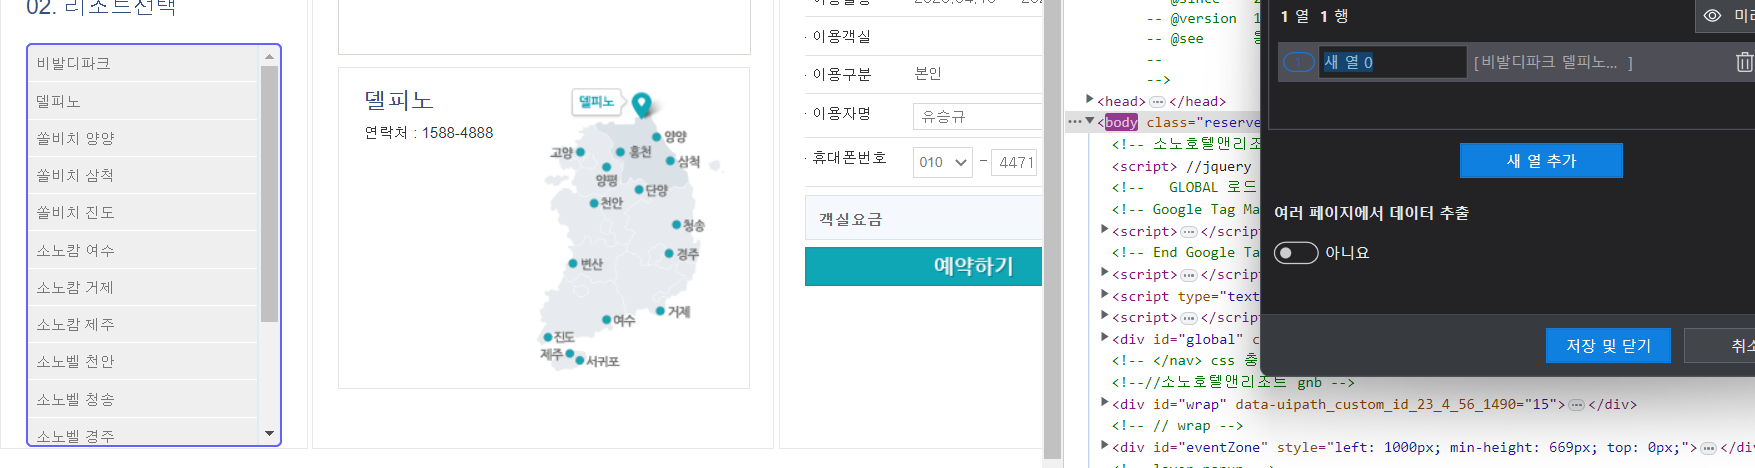 02. 리조트선택
비발디파크
델피노
쏠비치 양양
쏠비치 삼척
쏠비치 진도
소노캄 여수
소노캄 거제
소노캄 제주
소노벨 천안
소노벨 청송
소노벨 경주
델피노
연락처 : 1588-4888
델피노
양양
고양
홍천
삼척
양평
단양
천안
청송
경주
변산
거제
여수
진도
제주
서귀포
· 이용객실
· 이용구분 본인
· 이용자명 유승규
· 휴대폰번호 010 - 4471
객실요금
예약하기
-- @version 1
-- @see
--
-->
<head>…</head>
…<body class="reserve
<!-- 소노호텔앤리조
<script> //jquery
<!-- GLOBAL 로드
<!-- Google Tag Ma
<script>…</script
<!-- End Google Ta
<script>…</script
<script type="text
<script>…</script
<div id="global" c
<!-- </nav> css 충
<!--//소노호텔앤리조트 gnb -->
<div id="wrap" data-uipath_custom_id_23_4_56_1490="15">…</div>
<!-- // wrap -->
<div id="eventZone" style="left: 1000px; min-height: 669px; top: 0px;">…</div>
1 열 1 행
미리
1 새 열 0 [비발디파크 델피노... ]
새 열 추가
여러 페이지에서 데이터 추출
아니요
저장 및 닫기
취소